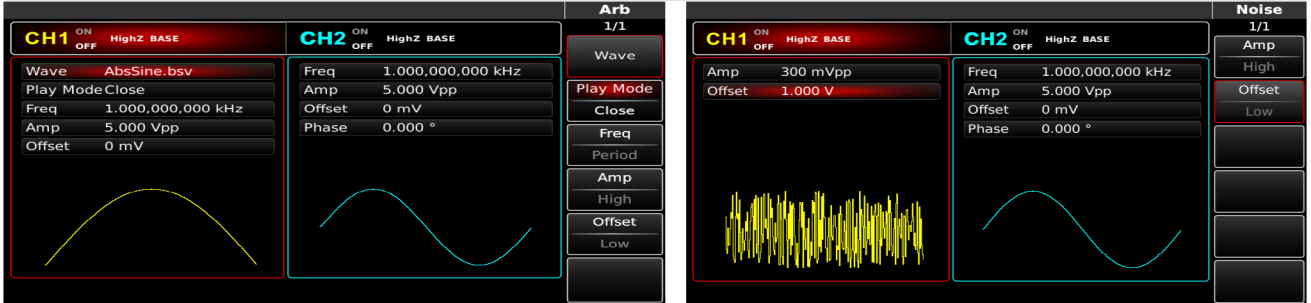 Arb
1/1
CH1 ON OFF HighZ BASE
CH2 ON OFF HighZ BASE
Wave AbsSine.bsv
Play Mode Close
Freq 1.000,000,000 kHz
Amp 5.000 Vpp
Offset 0 mV
Freq 1.000,000,000 kHz
Amp 5.000 Vpp
Offset 0 mV
Phase 0.000 °
Wave
Play Mode
Close
Freq
Period
Amp
High
Offset
Low
Noise
1/1
CH1 ON OFF HighZ BASE
CH2 ON OFF HighZ BASE
Amp 300 mVpp
Offset 1.000 V
Freq 1.000,000,000 kHz
Amp 5.000 Vpp
Offset 0 mV
Phase 0.000 °
Amp
High
Offset
Low